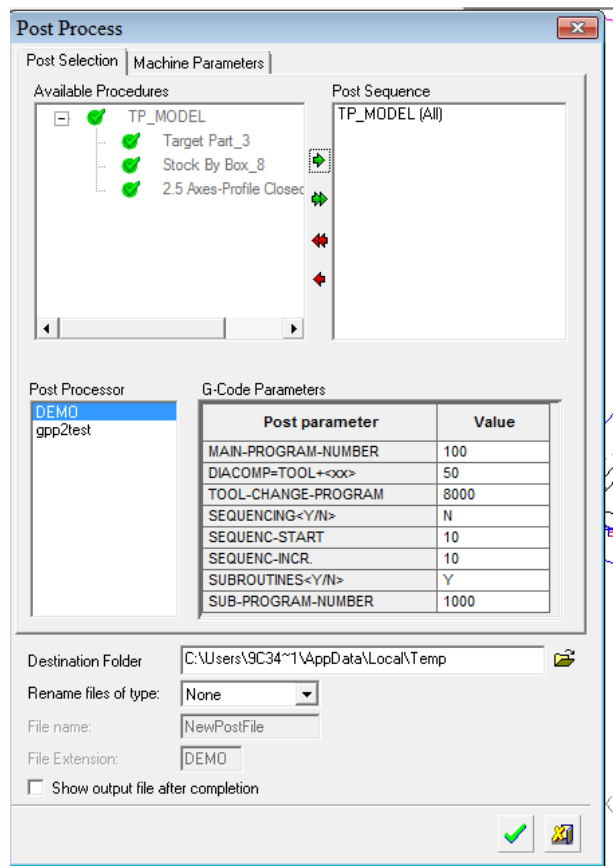 Post Process
Post Selection
Machine Parameters
Available Procedures
TP_MODEL
Target Part_3
Stock By Box_8
2.5 Axes-Profile Closec
Post Sequence
TP_MODEL (All)
Post Processor
DEMO
gpp2test
G-Code Parameters
Post parameter Value
MAIN-PROGRAM-NUMBER 100
DIACOMP=TOOL+<xx> 50
TOOL-CHANGE-PROGRAM 8000
SEQUENCING<Y/N> N
SEQUENC-START 10
SEQUENC-INCR. 10
SUBROUTINES<Y/N> Y
SUB-PROGRAM-NUMBER 1000
Destination Folder C:\Users\9C34~1\AppData\Local\Temp
Rename files of type: None
File name: NewPostFile
File Extension: DEMO
Show output file after completion